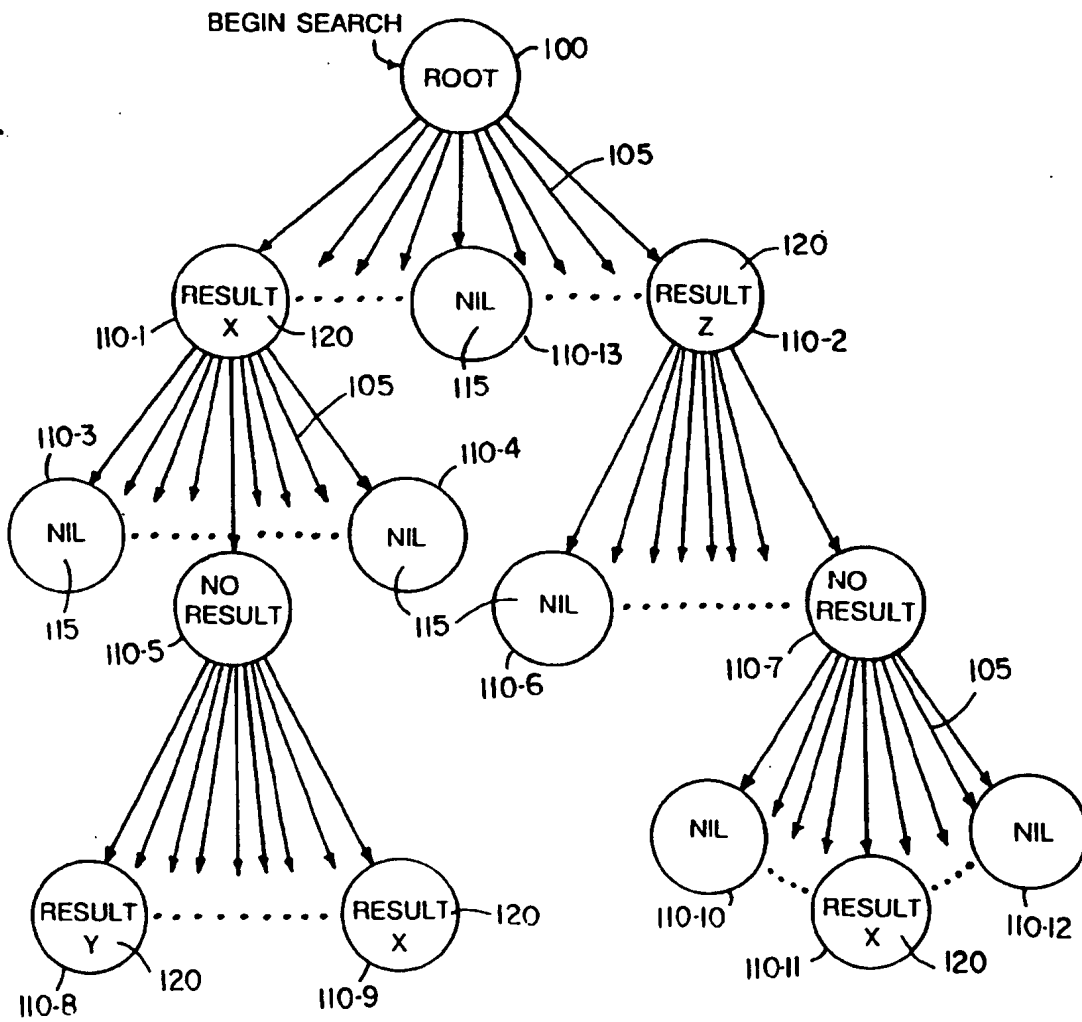 BEGIN SEARCH
100
ROOT
105
120
RESULT
X
120
110-1
NIL
115
110-13
RESULT
Z
110-2
105
110-3
110-4
NIL
115
NIL
115
NO
RESULT
110-5
NIL
115
110-6
NO
RESULT
110-7
105
NIL
110-10
NIL
110-12
RESULT
Y
120
110-8
RESULT
X
120
110-9
RESULT
X
120
110-11